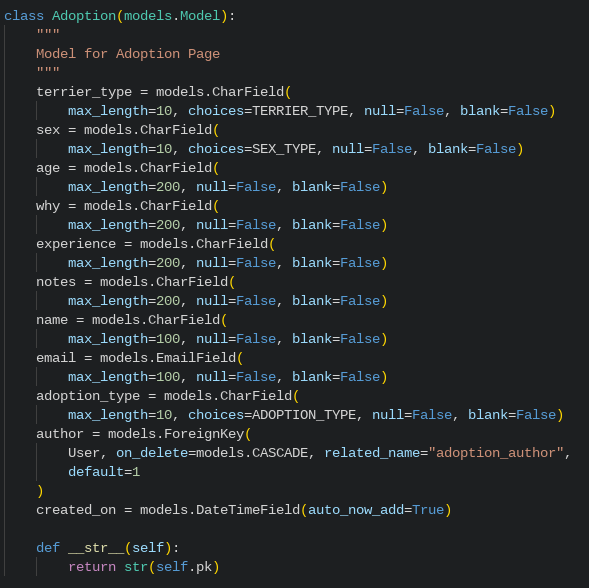 class Adoption(models.Model):
    """
    Model for Adoption Page
    """
    terrier_type = models.CharField(
        max_length=10, choices=TERRIER_TYPE, null=False, blank=False)
    sex = models.CharField(
        max_length=10, choices=SEX_TYPE, null=False, blank=False)
    age = models.CharField(
        max_length=200, null=False, blank=False)
    why = models.CharField(
        max_length=200, null=False, blank=False)
    experience = models.CharField(
        max_length=200, null=False, blank=False)
    notes = models.CharField(
        max_length=200, null=False, blank=False)
    name = models.CharField(
        max_length=100, null=False, blank=False)
    email = models.EmailField(
        max_length=100, null=False, blank=False)
    adoption_type = models.CharField(
        max_length=10, choices=ADOPTION_TYPE, null=False, blank=False)
    author = models.ForeignKey(
        User, on_delete=models.CASCADE, related_name="adoption_author",
        default=1
    )
    created_on = models.DateTimeField(auto_now_add=True)

    def __str__(self):
        return str(self.pk)